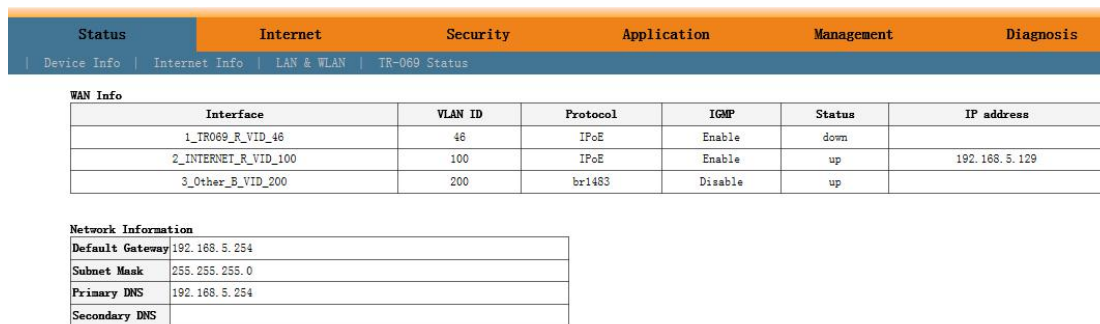 Status Internet Security Application Management Diagnosis
| Device Info | Internet Info | LAN & WLAN | TR-069 Status
WAN Info
Interface VLAN ID Protocol IGMP Status IP address
1_TR069_R_VID_46 46 IPoE Enable down
2_INTERNET_R_VID_100 100 IPoE Enable up 192.168.5.129
3_Other_B_VID_200 200 br1483 Disable up
Network Information
Default Gateway 192.168.5.254
Subnet Mask 255.255.255.0
Primary DNS 192.168.5.254
Secondary DNS